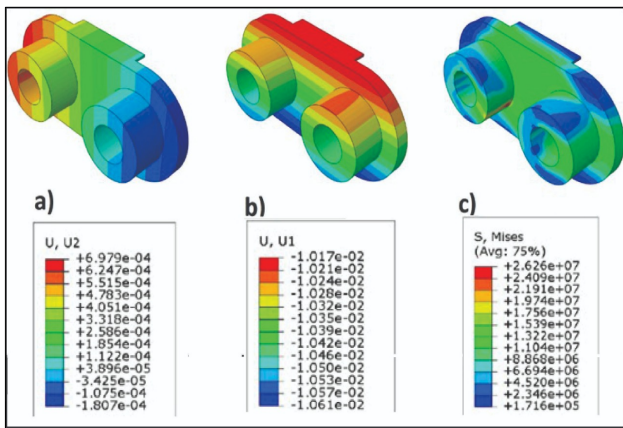 a)
b)
c)
U, U2
+6.979e-04
+6.247e-04
+5.515e-04
+4.783e-04
+4.051e-04
+3.318e-04
+2.586e-04
+1.854e-04
+1.122e-04
+3.896e-05
-3.425e-05
-1.075e-04
-1.807e-04
U, U1
-1.017e-02
-1.021e-02
-1.024e-02
-1.028e-02
-1.032e-02
-1.035e-02
-1.039e-02
-1.042e-02
-1.046e-02
-1.050e-02
-1.053e-02
-1.057e-02
-1.061e-02
S, Mises
(Avg: 75%)
+2.626e+07
+2.409e+07
+2.191e+07
+1.974e+07
+1.756e+07
+1.539e+07
+1.322e+07
+1.104e+07
+8.868e+06
+6.694e+06
+4.520e+06
+2.346e+06
+1.716e+05